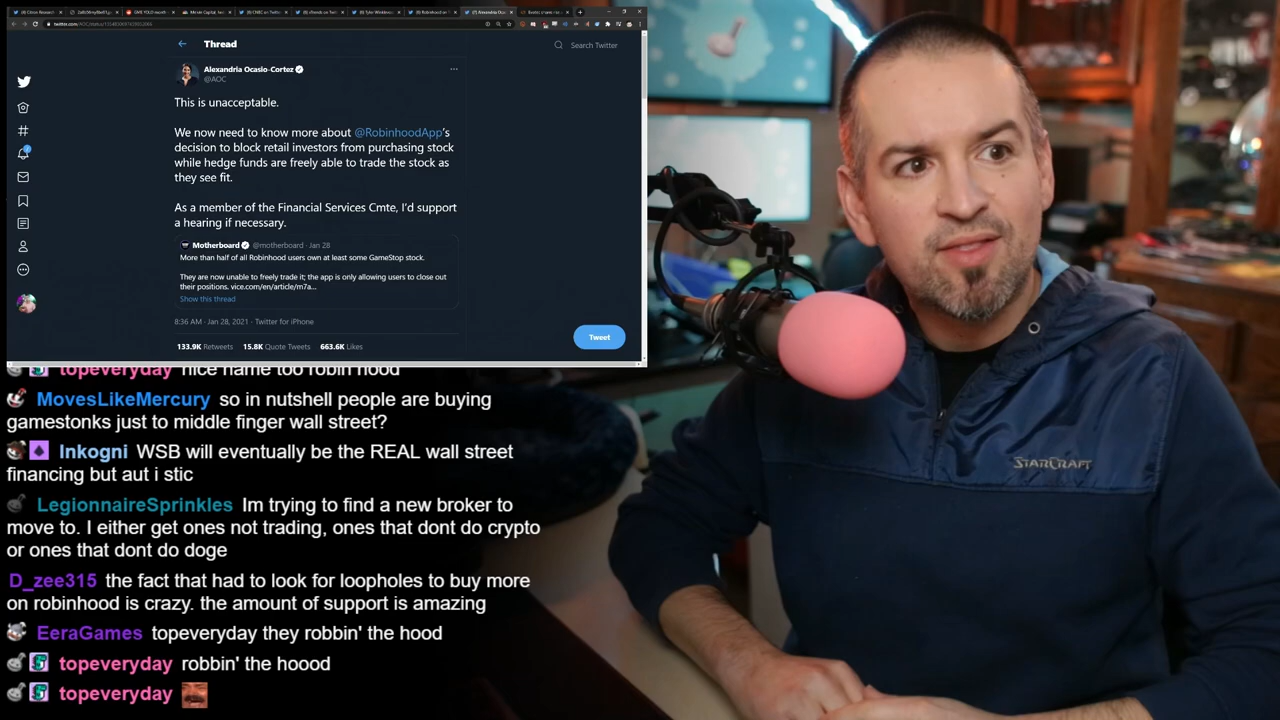 twitter.com/AOC/status/1354830697459032066
Thread
Search Twitter
Alexandria Ocasio-Cortez
@AOC
This is unacceptable.
We now need to know more about @RobinhoodApp's
decision to block retail investors from purchasing stock
while hedge funds are freely able to trade the stock as
they see fit.
As a member of the Financial Services Cmte, I'd support
a hearing if necessary.
Motherboard @motherboard · Jan 28
More than half of all Robinhood users own at least some GameStop stock.
They are now unable to freely trade it; the app is only allowing users to close out
their positions. vice.com/en/article/m7a...
Show this thread
8:36 AM · Jan 28, 2021 · Twitter for iPhone
Tweet
133.9K Retweets 15.8K Quote Tweets 663.6K Likes
topeveryday nice name too robin hood
MovesLikeMercury so in nutshell people are buying
gamestonks just to middle finger wall street?
Inkogni WSB will eventually be the REAL wall street
financing but aut i stic
LegionnaireSprinkles Im trying to find a new broker to
move to. I either get ones not trading, ones that dont do crypto
or ones that dont do doge
D_zee315 the fact that had to look for loopholes to buy more
on robinhood is crazy. the amount of support is amazing
EeraGames topeveryday they robbin' the hood
topeveryday robbin' the hoood
topeveryday
STARCRAFT